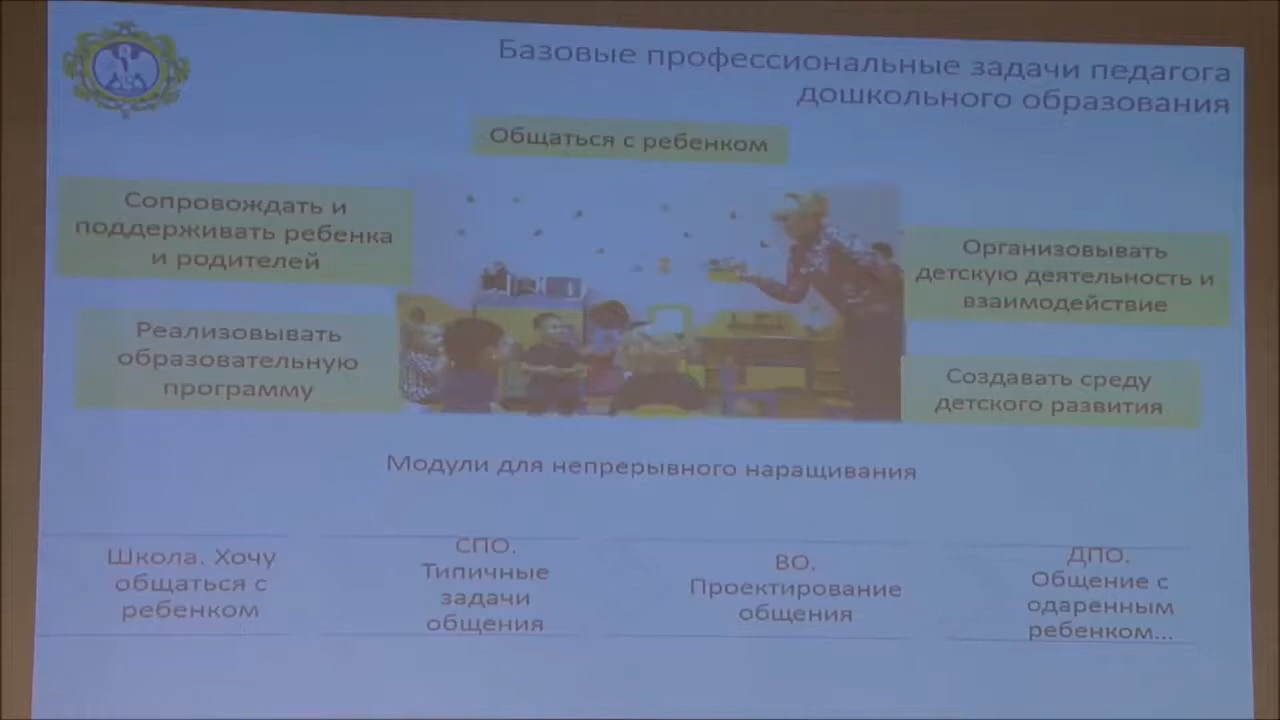 Базовые профессиональные задачи педагога
дошкольного образования
Общаться с ребенком
Сопровождать и
поддерживать ребенка
и родителей
Организовывать
детскую деятельность и
взаимодействие
Реализовывать
образовательную
программу
Создавать среду
детского развития
Модули для непрерывного наращивания
Школа. Хочу
общаться с
ребенком
СПО.
Типичные
задачи
общения
ВО.
Проектирование
общения
ДПО.
Общение с
одаренным
ребенком...